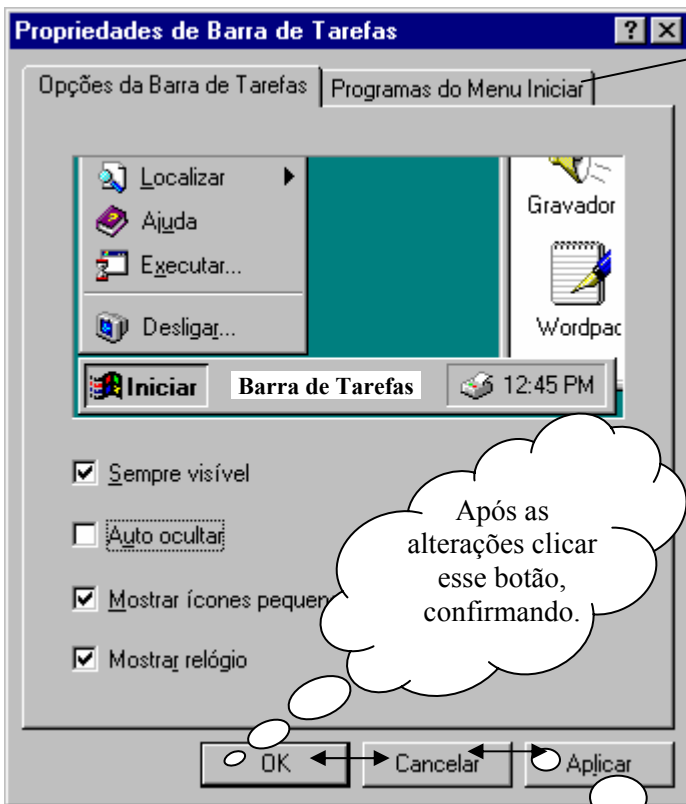 Propriedades de Barra de Tarefas
Opções da Barra de Tarefas
Programas do Menu Iniciar
Localizar
Ajuda
Executar...
Desligar...
Gravador
Wordpad
Iniciar
Barra de Tarefas
12:45 PM
Sempre visível
Auto ocultar
Mostrar ícones pequen
Mostrar relógio
Após as
alterações clicar
esse botão,
confirmando.
OK
Cancelar
Aplicar